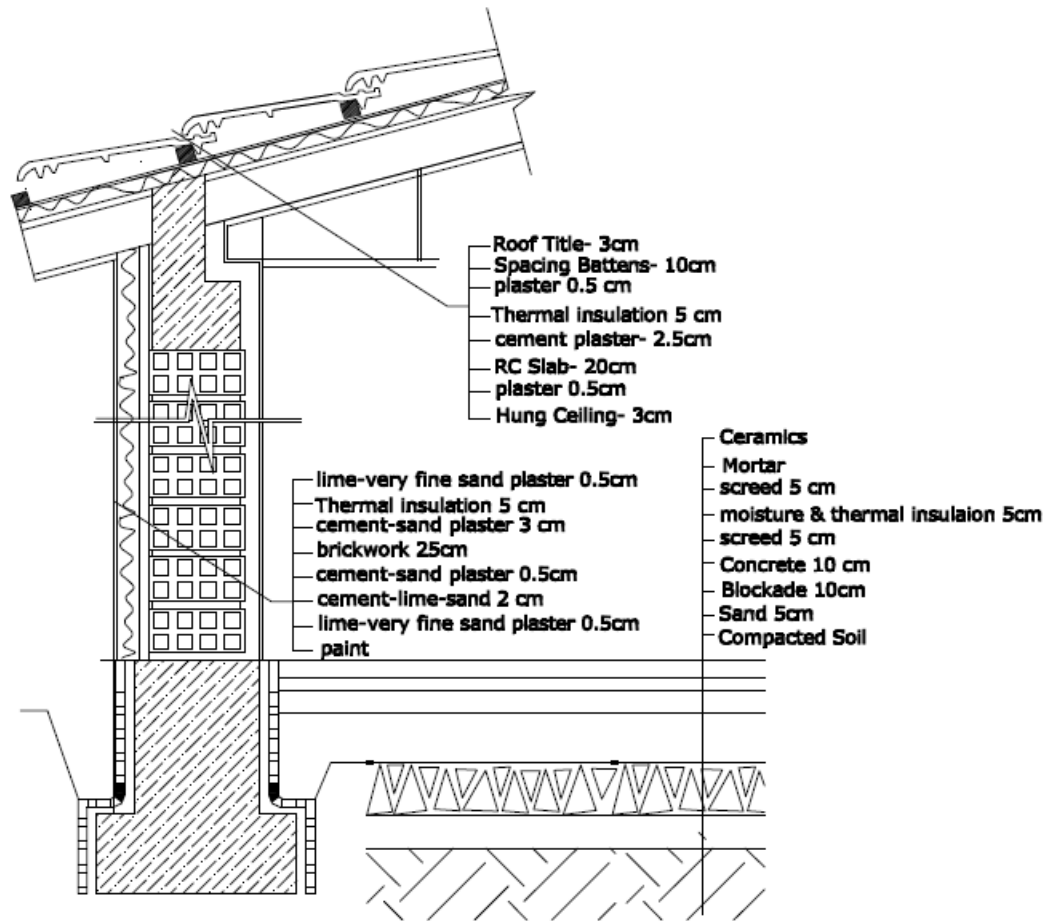 Roof Title- 3cm
Spacing Battens- 10cm
plaster 0.5 cm
Thermal insulation 5 cm
cement plaster- 2.5cm
RC Slab- 20cm
plaster 0.5cm
Hung Ceiling- 3cm
lime-very fine sand plaster 0.5cm
Thermal insulation 5 cm
cement-sand plaster 3 cm
brickwork 25cm
cement-sand plaster 0.5cm
cement-lime-sand 2 cm
lime-very fine sand plaster 0.5cm
paint
Ceramics
Mortar
screed 5 cm
moisture & thermal insulaion 5cm
screed 5 cm
Concrete 10 cm
Blockade 10cm
Sand 5cm
Compacted Soil